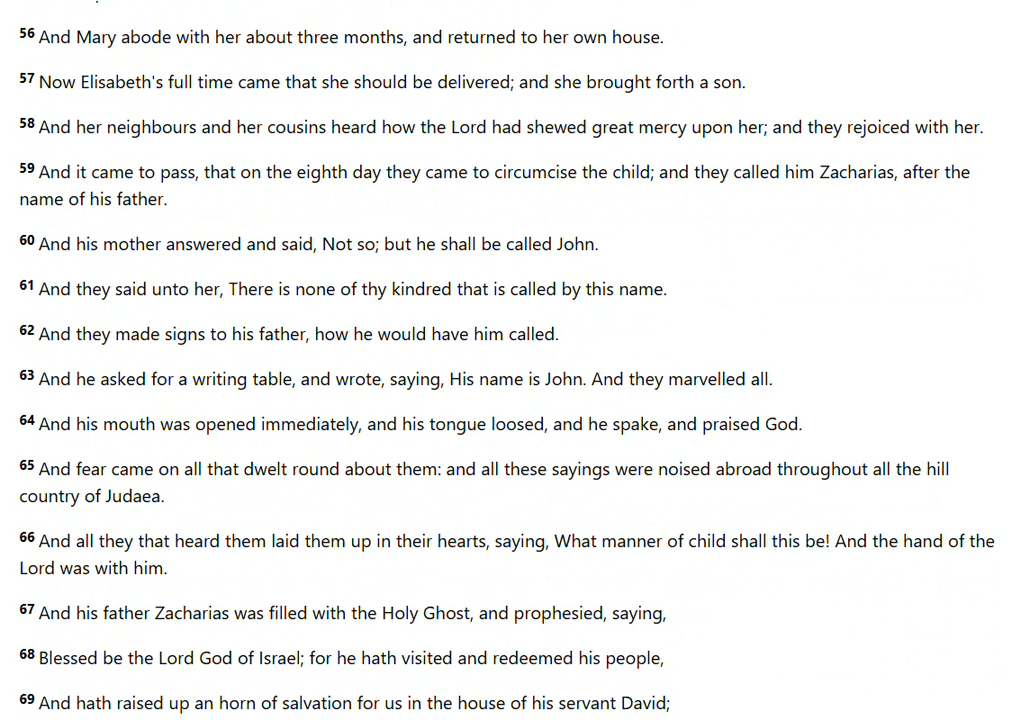 56 And Mary abode with her about three months, and returned to her own house.
57 Now Elisabeth's full time came that she should be delivered; and she brought forth a son.
58 And her neighbours and her cousins heard how the Lord had shewed great mercy upon her; and they rejoiced with her.
59 And it came to pass, that on the eighth day they came to circumcise the child; and they called him Zacharias, after the
name of his father.
60 And his mother answered and said, Not so; but he shall be called John.
61 And they said unto her, There is none of thy kindred that is called by this name.
62 And they made signs to his father, how he would have him called.
63 And he asked for a writing table, and wrote, saying, His name is John. And they marvelled all.
64 And his mouth was opened immediately, and his tongue loosed, and he spake, and praised God.
65 And fear came on all that dwelt round about them: and all these sayings were noised abroad throughout all the hill
country of Judaea.
66 And all they that heard them laid them up in their hearts, saying, What manner of child shall this be! And the hand of the
Lord was with him.
67 And his father Zacharias was filled with the Holy Ghost, and prophesied, saying,
68 Blessed be the Lord God of Israel; for he hath visited and redeemed his people,
69 And hath raised up an horn of salvation for us in the house of his servant David;